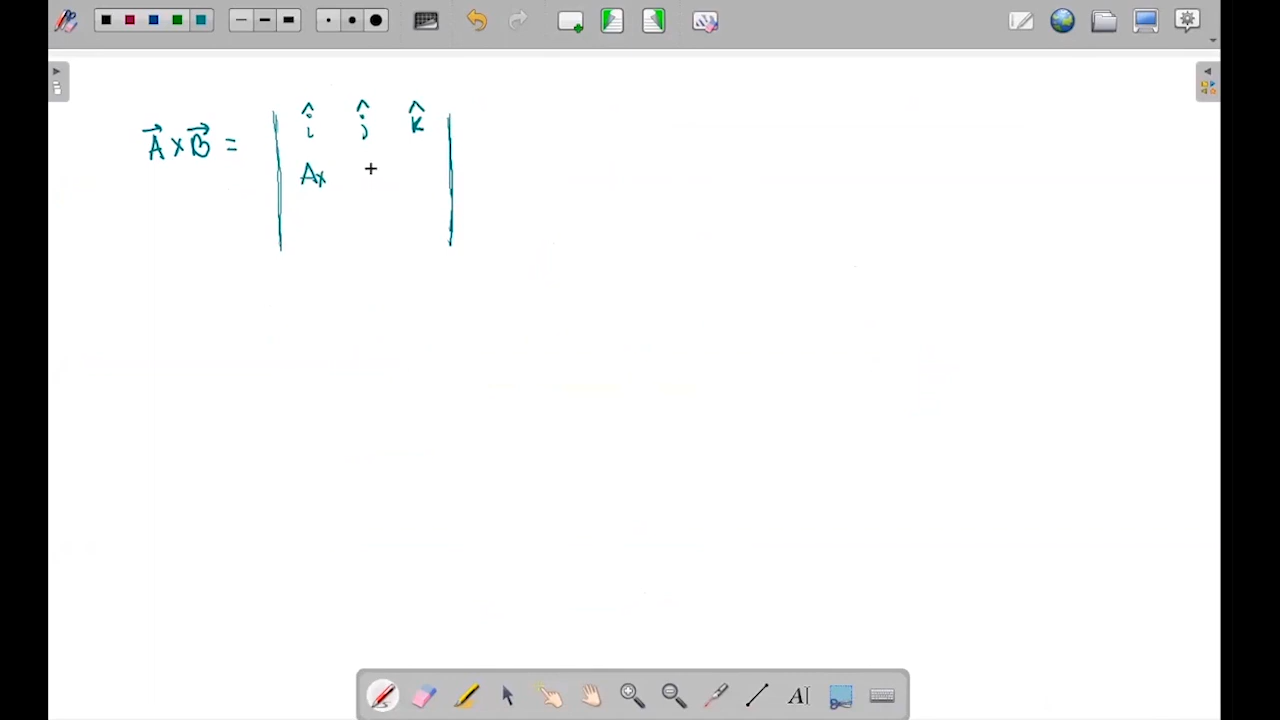 A⃗ × B⃗ = | î ĵ k̂ |
Ax